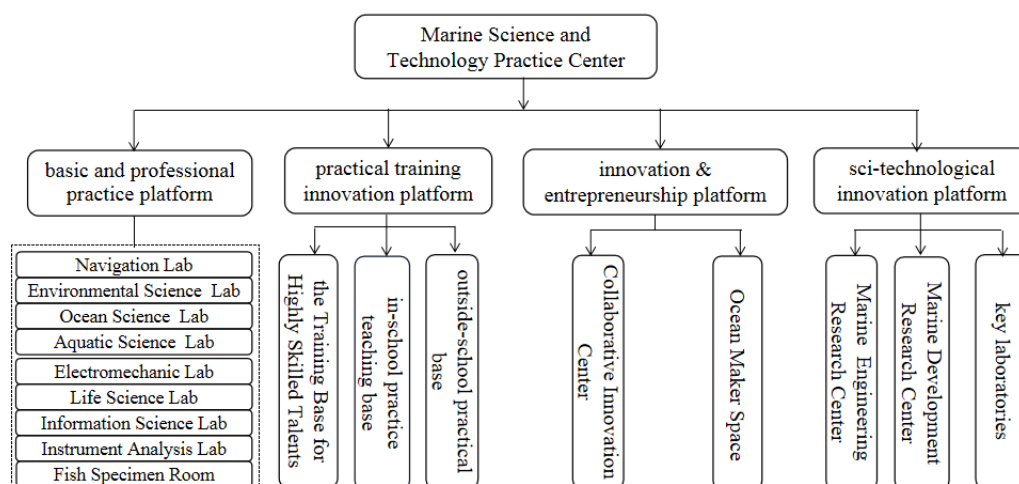 Marine Science and
Technology Practice Center
basic and professional
practice platform
practical training
innovation platform
innovation &
entrepreneurship platform
sci-technological
innovation platform
Navigation Lab
Environmental Science Lab
Ocean Science Lab
Aquatic Science Lab
Electromechanic Lab
Life Science Lab
Information Science Lab
Instrument Analysis Lab
Fish Specimen Room
the Training Base for
Highly Skilled Talents
in-school practice
teaching base
outside-school practical
base
Collaborative Innovation
Center
Ocean Maker Space
Marine Engineering
Research Center
Marine Development
Research Center
key laboratories